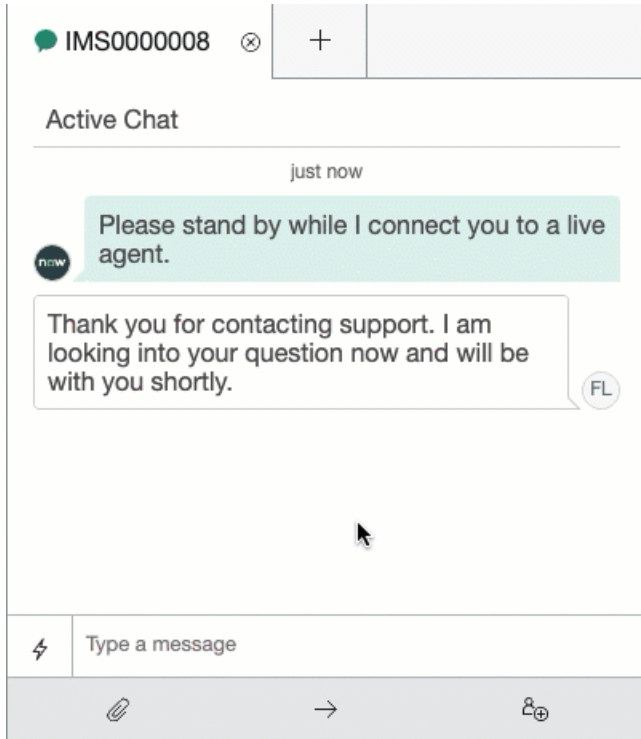 IMS0000008
Active Chat
just now
Please stand by while I connect you to a live
agent.
now
Thank you for contacting support. I am
looking into your question now and will be
with you shortly.
FL
Type a message